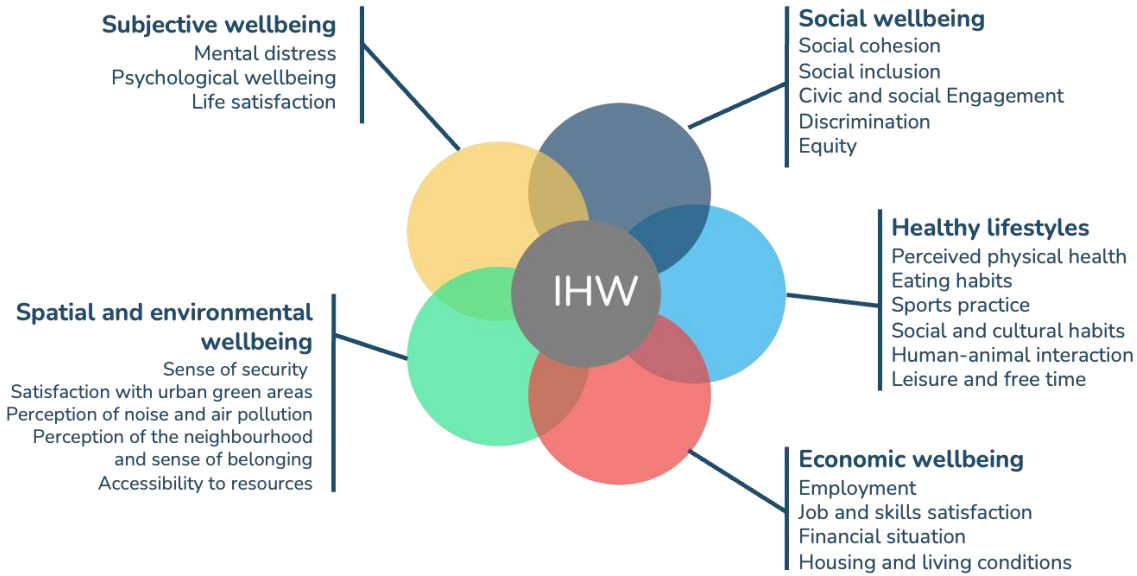 Subjective wellbeing
Mental distress
Psychological wellbeing
Life satisfaction
Social wellbeing
Social cohesion
Social inclusion
Civic and social Engagement
Discrimination
Equity
IHW
Healthy lifestyles
Perceived physical health
Eating habits
Sports practice
Social and cultural habits
Human-animal interaction
Leisure and free time
Spatial and environmental
wellbeing
Sense of security
Satisfaction with urban green areas
Perception of noise and air pollution
Perception of the neighbourhood
and sense of belonging
Accessibility to resources
Economic wellbeing
Employment
Job and skills satisfaction
Financial situation
Housing and living conditions